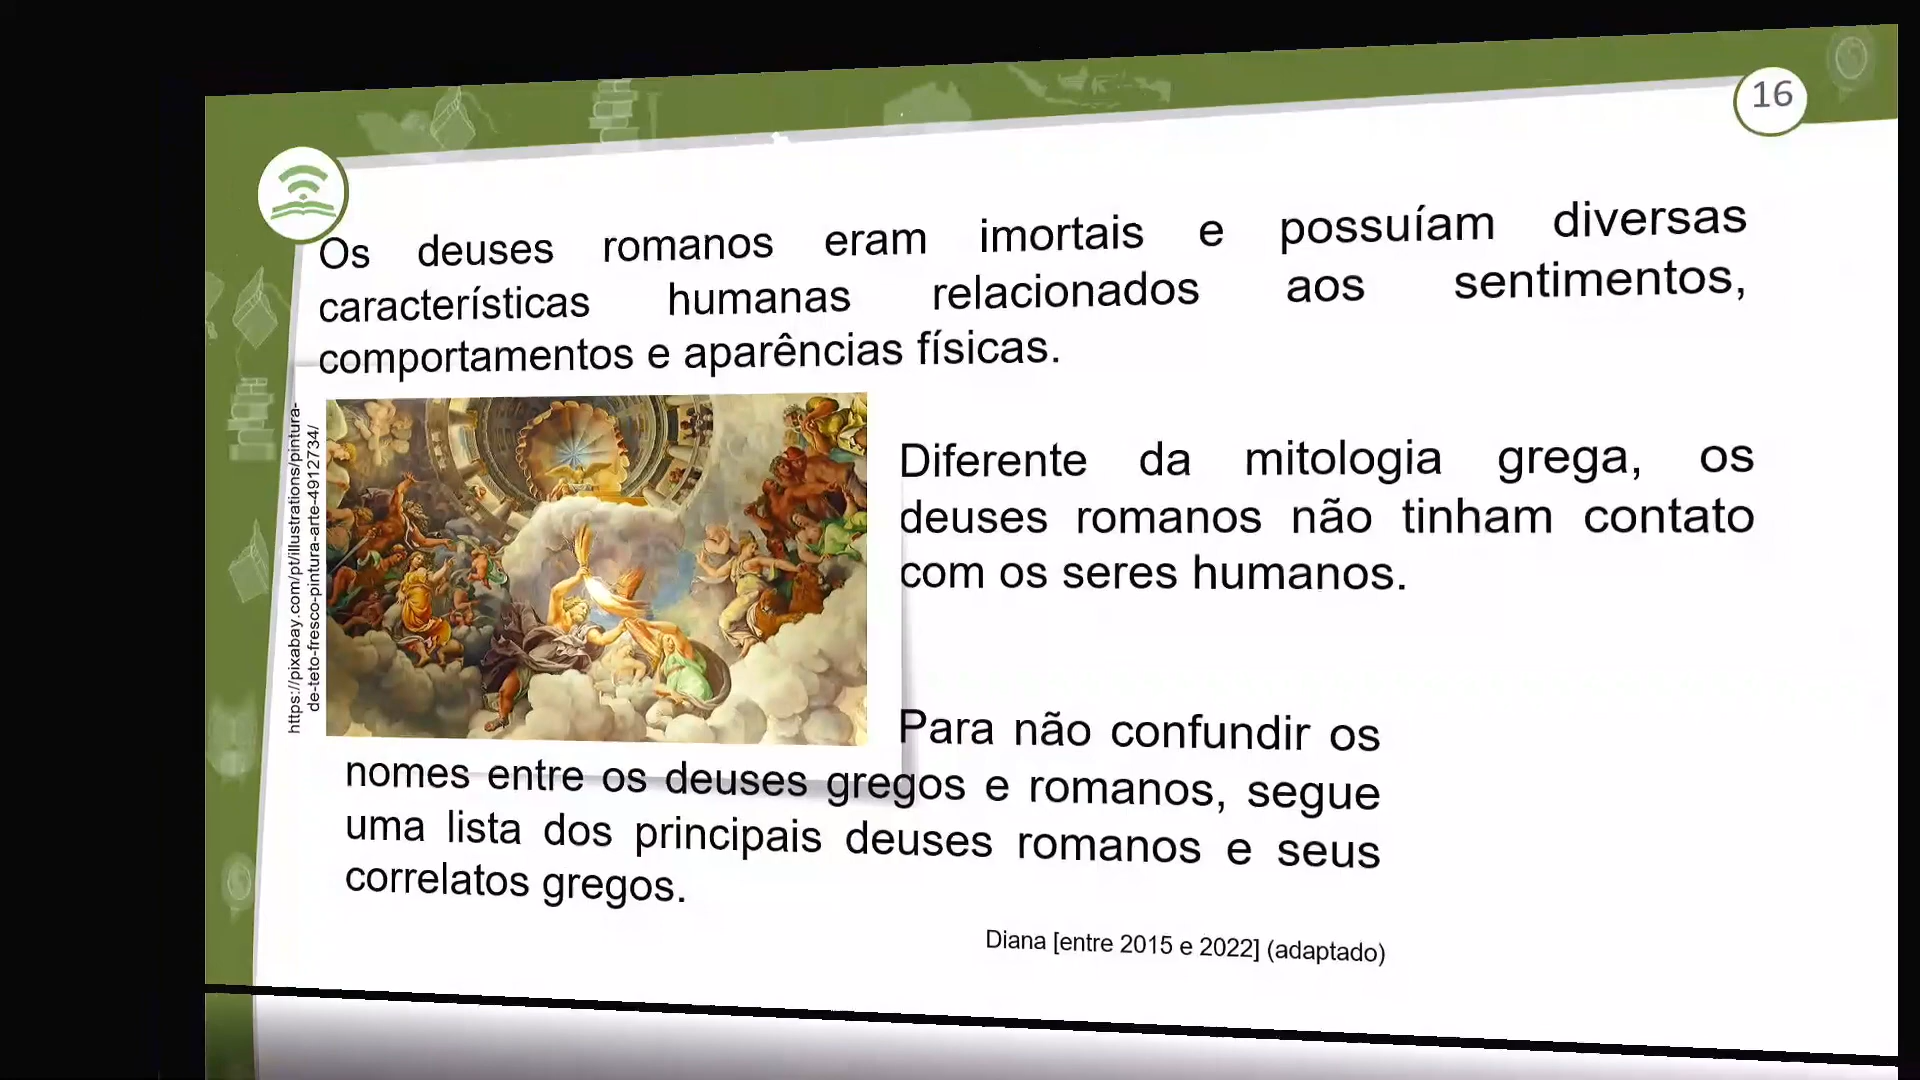 16
Os deuses romanos eram imortais e possuíam diversas
características humanas relacionados aos sentimentos,
comportamentos e aparências físicas.
https://pixabay.com/pt/illustrations/pintura-
de-teto-fresco-pintura-arte-4912734/
Diferente da mitologia grega, os
deuses romanos não tinham contato
com os seres humanos.
Para não confundir os
nomes entre os deuses gregos e romanos, segue
uma lista dos principais deuses romanos e seus
correlatos gregos.
Diana [entre 2015 e 2022] (adaptado)